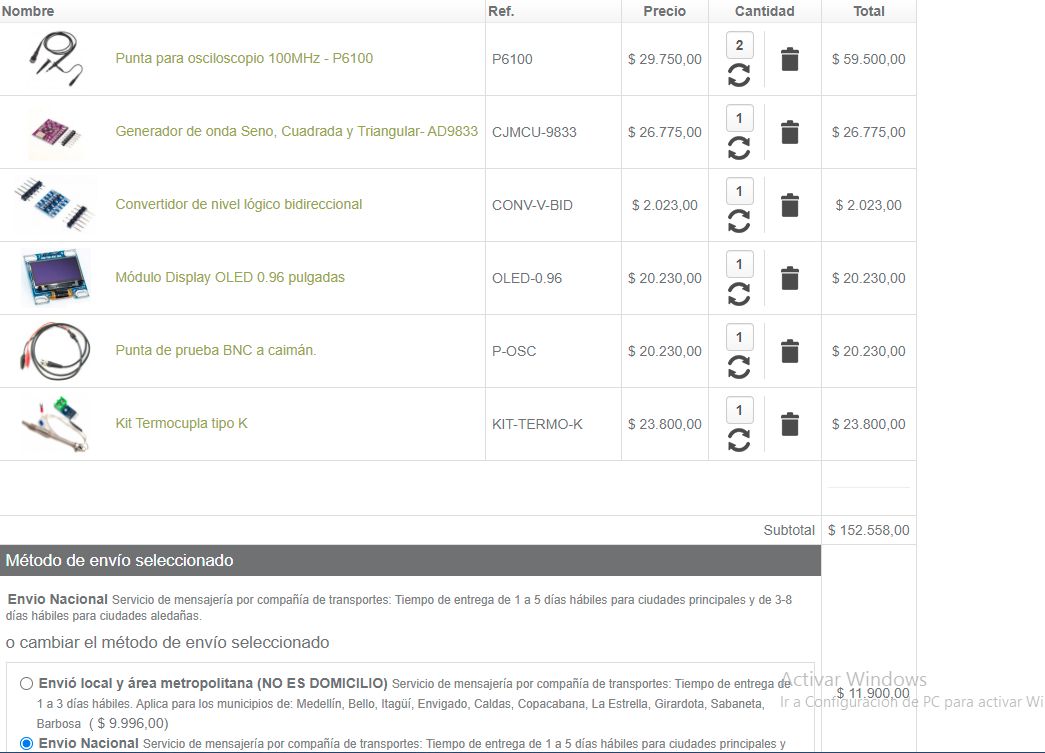 Nombre Ref. Precio Cantidad Total
Punta para osciloscopio 100MHz - P6100 P6100 $ 29.750,00 2 $ 59.500,00
Generador de onda Seno, Cuadrada y Triangular- AD9833 CJMCU-9833 $ 26.775,00 1 $ 26.775,00
Convertidor de nivel lógico bidireccional CONV-V-BID $ 2.023,00 1 $ 2.023,00
Módulo Display OLED 0.96 pulgadas OLED-0.96 $ 20.230,00 1 $ 20.230,00
Punta de prueba BNC a caimán. P-OSC $ 20.230,00 1 $ 20.230,00
Kit Termocupla tipo K KIT-TERMO-K $ 23.800,00 1 $ 23.800,00
Subtotal $ 152.558,00
Método de envío seleccionado
Envio Nacional Servicio de mensajería por compañía de transportes: Tiempo de entrega de 1 a 5 días hábiles para ciudades principales y de 3-8
días hábiles para ciudades aledañas.
o cambiar el método de envío seleccionado
Envió local y área metropolitana (NO ES DOMICILIO) Servicio de mensajería por compañía de transportes: Tiempo de entrega de
1 a 3 días hábiles. Aplica para los municipios de: Medellín, Bello, Itagüí, Envigado, Caldas, Copacabana, La Estrella, Girardota, Sabaneta,
Barbosa ( $ 9.996,00)
$ 11.900,00
Envio Nacional Servicio de mensajería por compañía de transportes: Tiempo de entrega de 1 a 5 días hábiles para ciudades principales y
Activar Windows
Ir a Configuración de PC para activar Wi